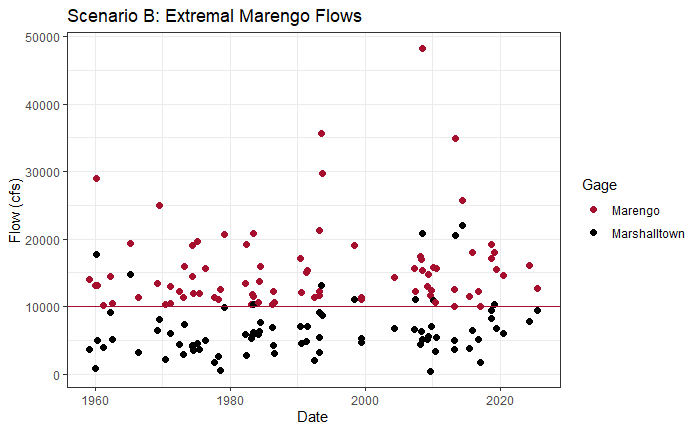 Scenario B: Extremal Marengo Flows
50000
40000
30000
20000
10000
0
Flow (cfs)
1960
1980
2000
2020
Date
Gage
Marengo
Marshalltown